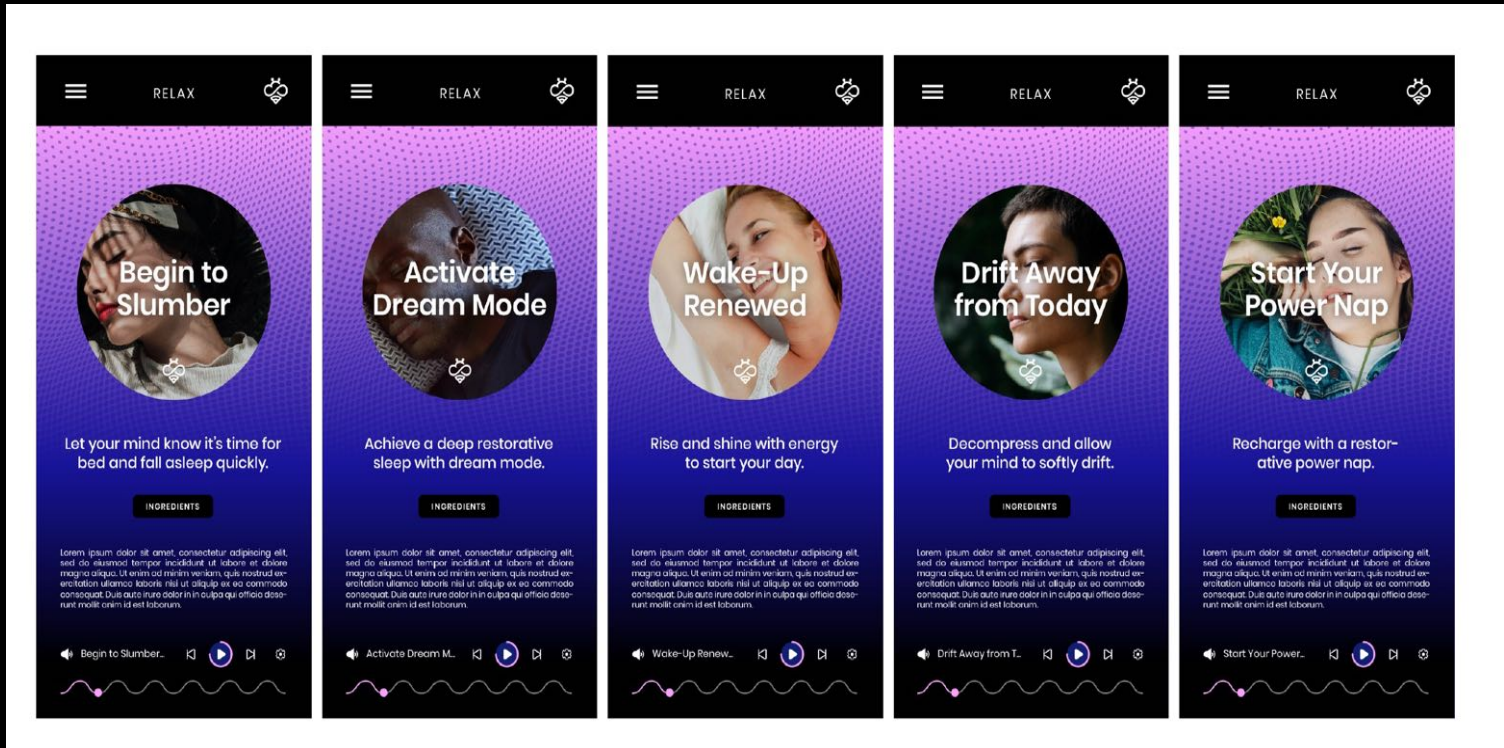 RELAX
Begin to
Slumber
Let your mind know it's time for
bed and fall asleep quickly.
INGREDIENTS
Lorem ipsum dolor sit amet, consectetur adipiscing elit,
sed do eiusmod tempor incididunt ut labore et dolore
magna aliqua. Ut enim ad minim veniam, quis nostrud ex-
ercitation ullamco laboris nisi ut aliquip ex ea commodo
consequat. Duis aute irure dolor in in culpa qui officia dese-
runt mollit anim id est laborum.
Begin to Slumber...
RELAX
Activate
Dream Mode
Achieve a deep restorative
sleep with dream mode.
INGREDIENTS
Lorem ipsum dolor sit amet, consectetur adipiscing elit,
sed do eiusmod tempor incididunt ut labore et dolore
magna aliqua. Ut enim ad minim veniam, quis nostrud ex-
ercitation ullamco laboris nisi ut aliquip ex ea commodo
consequat. Duis aute irure dolor in in culpa qui officia dese-
runt mollit anim id est laborum.
Activate Dream M...
RELAX
Wake-Up
Renewed
Rise and shine with energy
to start your day.
INGREDIENTS
Lorem ipsum dolor sit amet, consectetur adipiscing elit,
sed do eiusmod tempor incididunt ut labore et dolore
magna aliqua. Ut enim ad minim veniam, quis nostrud ex-
ercitation ullamco laboris nisi ut aliquip ex ea commodo
consequat. Duis aute irure dolor in in culpa qui officia dese-
runt mollit anim id est laborum.
Wake-Up Renew...
RELAX
Drift Away
from Today
Decompress and allow
your mind to softly drift.
INGREDIENTS
Lorem ipsum dolor sit amet, consectetur adipiscing elit,
sed do eiusmod tempor incididunt ut labore et dolore
magna aliqua. Ut enim ad minim veniam, quis nostrud ex-
ercitation ullamco laboris nisi ut aliquip ex ea commodo
consequat. Duis aute irure dolor in in culpa qui officia dese-
runt mollit anim id est laborum.
Drift Away from T...
RELAX
Start Your
Power Nap
Recharge with a restor-
ative power nap.
INGREDIENTS
Lorem ipsum dolor sit amet, consectetur adipiscing elit,
sed do eiusmod tempor incididunt ut labore et dolore
magna aliqua. Ut enim ad minim veniam, quis nostrud ex-
ercitation ullamco laboris nisi ut aliquip ex ea commodo
consequat. Duis aute irure dolor in in culpa qui officia dese-
runt mollit anim id est laborum.
Start Your Power...